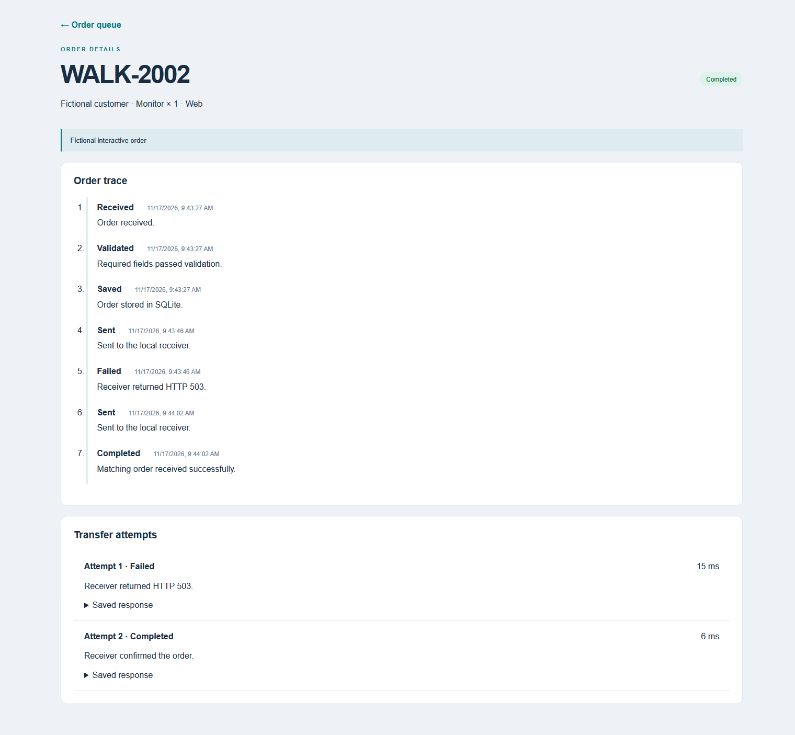 ← Order queue
ORDER DETAILS
WALK-2002
Completed
Fictional customer · Monitor × 1 · Web
Fictional interactive order
Order trace
1. Received 11/17/2026, 9:43:27 AM
Order received.
2. Validated 11/17/2026, 9:43:27 AM
Required fields passed validation.
3. Saved 11/17/2026, 9:43:27 AM
Order stored in SQLite.
4. Sent 11/17/2026, 9:43:46 AM
Sent to the local receiver.
5. Failed 11/17/2026, 9:43:46 AM
Receiver returned HTTP 503.
6. Sent 11/17/2026, 9:44:02 AM
Sent to the local receiver.
7. Completed 11/17/2026, 9:44:02 AM
Matching order received successfully.
Transfer attempts
Attempt 1 · Failed 15 ms
Receiver returned HTTP 503.
▶ Saved response
Attempt 2 · Completed 6 ms
Receiver confirmed the order.
▶ Saved response